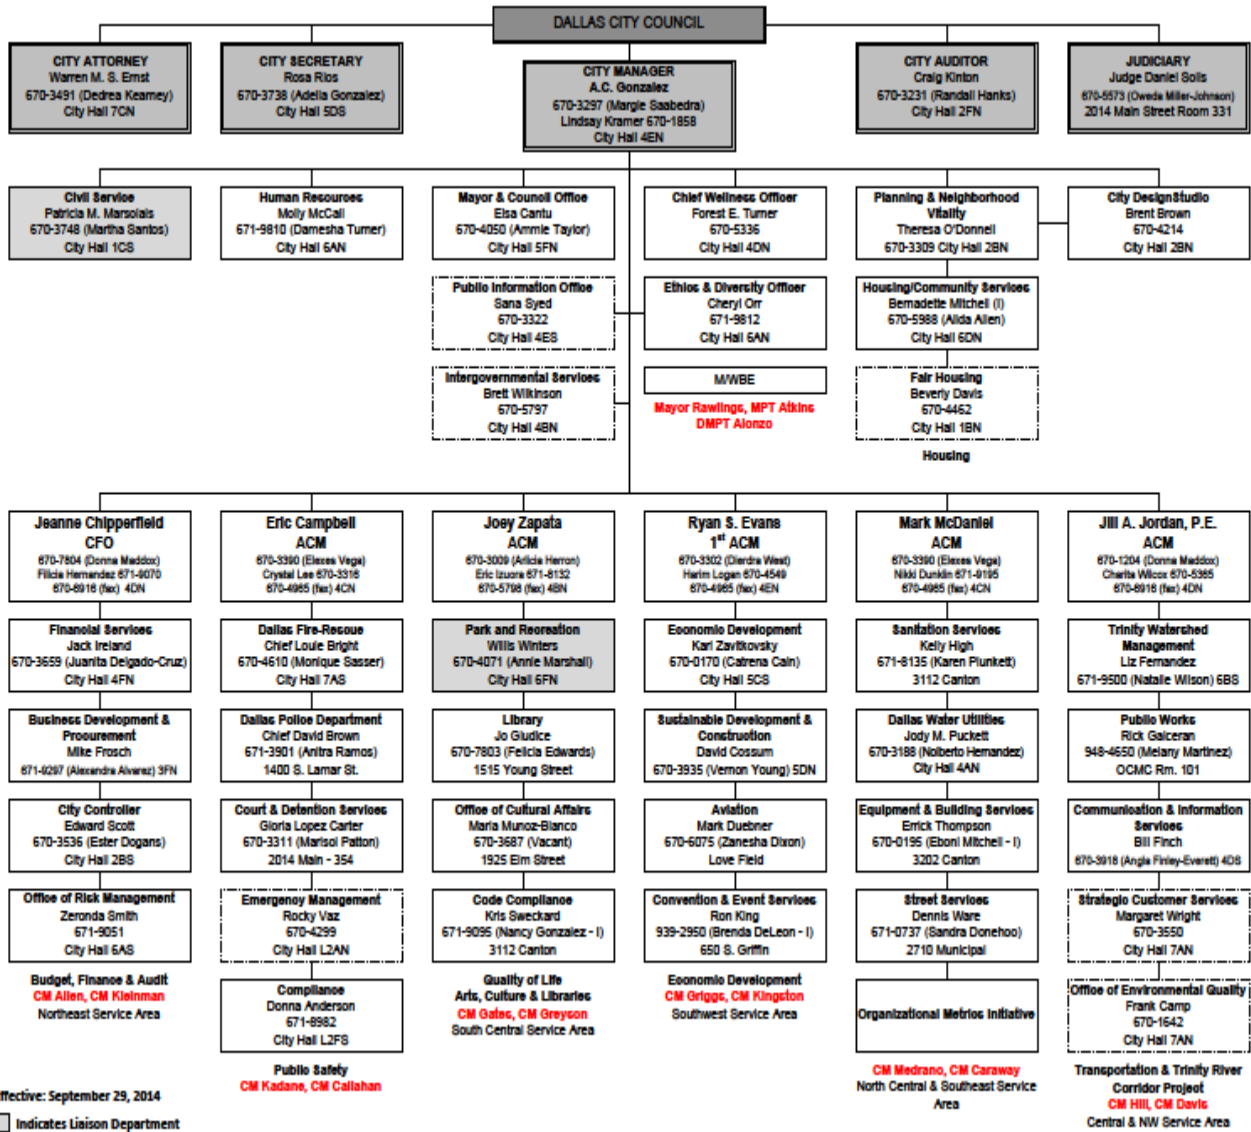 DALLAS CITY COUNCIL
CITY ATTORNEY
Warren M. S. Ernst
670-3491 (Dedrea Kearney)
City Hall 7CN
CITY SECRETARY
Rosa Rios
670-3738 (Adelia Gonzalez)
City Hall 5DS
CITY MANAGER
A.C. Gonzalez
670-3297 (Margie Saabedra)
Lindsay Kramer 670-1858
City Hall 4EN
CITY AUDITOR
Craig Kinton
670-3231 (Randall Hanks)
City Hall 2FN
JUDICIARY
Judge Daniel Solis
670-5573 (Oweda Miller-Johnson)
2014 Main Street Room 331
Civil Service
Patricia M. Marsolais
670-3748 (Martha Santos)
City Hall 1CS
Human Resources
Molly McCall
671-9810 (Damesha Turner)
City Hall 6AN
Mayor & Council Office
Elsa Cantu
670-4050 (Ammie Taylor)
City Hall 5FN
Chief Wellness Officer
Forest E. Turner
670-5336
City Hall 4DN
Planning & Neighborhood
Vitality
Theresa O'Donnell
670-3309 City Hall 2BN
City DesignStudio
Brent Brown
670-4214
City Hall 2BN
Public Information Office
Sana Syed
670-3322
City Hall 4ES
Ethics & Diversity Officer
Cheryl Orr
671-9812
City Hall 6AN
Housing/Community Services
Bernadette Mitchell (I)
670-5988 (Alida Allen)
City Hall 6DN
Intergovernmental Services
Brett Wilkinson
670-5797
City Hall 4BN
M/WBE
Mayor Rawlings, MPT Atkins
DMPT Alonzo
Fair Housing
Beverly Davis
670-4462
City Hall 1BN
Housing
Jeanne Chipperfield
CFO
670-7804 (Donna Maddox)
Filicia Hernandez 671-9070
670-6916 (fax) 4DN
Eric Campbell
ACM
670-3390 (Elexes Vega)
Crystal Lee 670-3316
670-4965 (fax) 4CN
Joey Zapata
ACM
670-3009 (Arlicia Herron)
Eric Izuora 671-8132
670-5798 (fax) 4BN
Ryan S. Evans
1st ACM
670-3302 (Dierdra West)
Harim Logan 670-4549
670-4965 (fax) 4EN
Mark McDaniel
ACM
670-3390 (Elexes Vega)
Nikki Dunklin 671-9195
670-4965 (fax) 4CN
Jill A. Jordan, P.E.
ACM
670-1204 (Donna Maddox)
Charita Wilcox 670-5365
670-6916 (fax) 4DN
Financial Services
Jack Ireland
670-3659 (Juanita Delgado-Cruz)
City Hall 4FN
Dallas Fire-Rescue
Chief Louie Bright
670-4610 (Monique Sasser)
City Hall 7AS
Park and Recreation
Willis Winters
670-4071 (Annie Marshall)
City Hall 6FN
Economic Development
Karl Zavitkovsky
670-0170 (Catrena Cain)
City Hall 5CS
Sanitation Services
Kelly High
671-8135 (Karen Plunkett)
3112 Canton
Trinity Watershed
Management
Liz Fernandez
671-9500 (Natalie Wilson) 6BS
Business Development &
Procurement
Mike Frosch
671-9297 (Alexandra Alvarez) 3FN
Dallas Police Department
Chief David Brown
671-3901 (Anitra Ramos)
1400 S. Lamar St.
Library
Jo Giudice
670-7803 (Felicia Edwards)
1515 Young Street
Sustainable Development &
Construction
David Cossum
670-3935 (Vernon Young) 5DN
Dallas Water Utilities
Jody M. Puckett
670-3188 (Nolberto Hernandez)
City Hall 4AN
Public Works
Rick Galceran
948-4650 (Melany Martinez)
OCMC Rm. 101
City Controller
Edward Scott
670-3536 (Ester Dogans)
City Hall 2BS
Court & Detention Services
Gloria Lopez Carter
670-3311 (Marisol Patton)
2014 Main - 354
Office of Cultural Affairs
Maria Munoz-Blanco
670-3687 (Vacant)
1925 Elm Street
Aviation
Mark Duebner
670-6075 (Zanesha Dixon)
Love Field
Equipment & Building Services
Errick Thompson
670-0195 (Eboni Mitchell - I)
3202 Canton
Communication & Information
Services
Bill Finch
670-3918 (Angla Finley-Everett) 4DS
Office of Risk Management
Zeronda Smith
671-9051
City Hall 6AS
Emergency Management
Rocky Vaz
670-4299
City Hall L2AN
Code Compliance
Kris Sweckard
671-9095 (Nancy Gonzalez - I)
3112 Canton
Convention & Event Services
Ron King
939-2950 (Brenda DeLeon - I)
650 S. Griffin
Street Services
Dennis Ware
671-0737 (Sandra Donehoo)
2710 Municipal
Strategic Customer Services
Margaret Wright
670-3550
City Hall 7AN
Budget, Finance & Audit
CM Allen, CM Kleinman
Northeast Service Area
Compliance
Donna Anderson
671-8982
City Hall L2FS
Quality of Life
Arts, Culture & Libraries
CM Gates, CM Greyson
South Central Service Area
Economic Development
CM Griggs, CM Kingston
Southwest Service Area
Organizational Metrics Initiative
Office of Environmental Quality
Frank Camp
670-1642
City Hall 7AN
Public Safety
CM Kadane, CM Callahan
CM Medrano, CM Caraway
North Central & Southeast Service
Area
Transportation & Trinity River
Corridor Project
CM Hill, CM Davis
Central & NW Service Area
ffective: September 29, 2014
Indicates Liaison Department